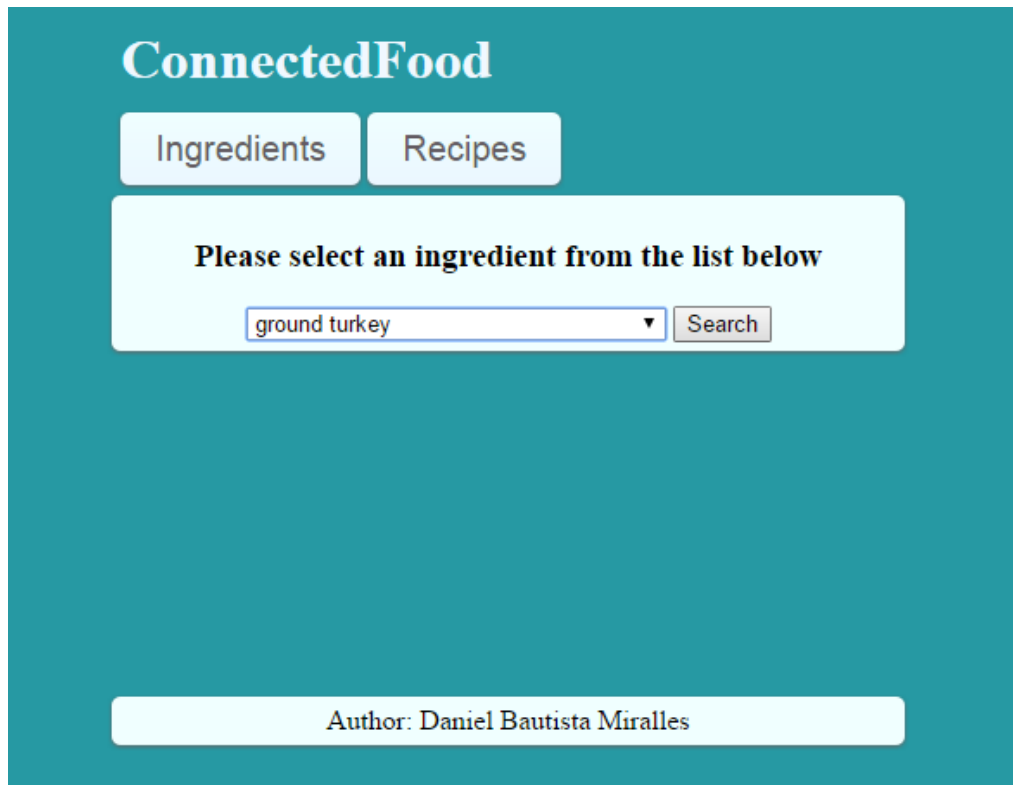 ConnectedFood
Ingredients Recipes
Please select an ingredient from the list below
ground turkey Search
Author: Daniel Bautista Miralles